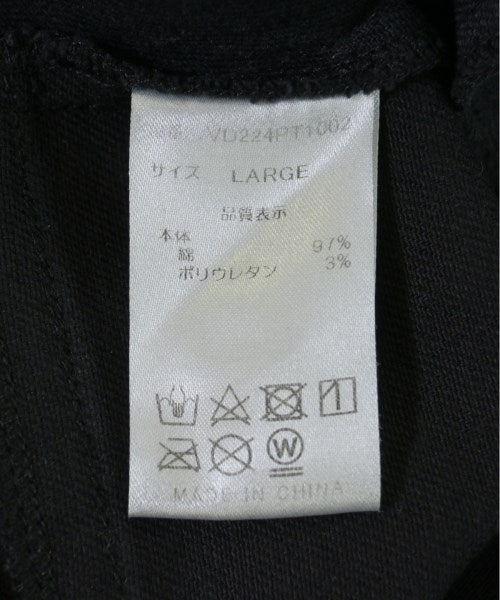 VD224PT1002
サイズ LARGE
品質表示
本体
綿 97%
ポリウレタン 3%
W
MADE IN CHINA